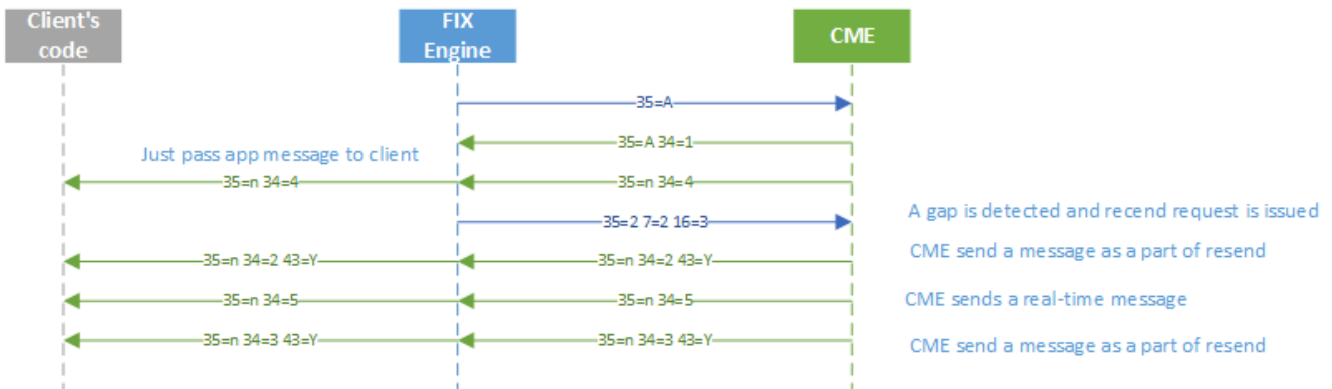 Client's
code
FIX
Engine
CME
35=A
35=A 34=1
Just pass app message to client
35=n 34=4
35=n 34=4
35=2 7=2 16=3
A gap is detected and recend request is issued
35=n 34=2 43=Y
35=n 34=2 43=Y
CME send a message as a part of resend
35=n 34=5
35=n 34=5
CME sends a real-time message
35=n 34=3 43=Y
35=n 34=3 43=Y
CME send a message as a part of resend